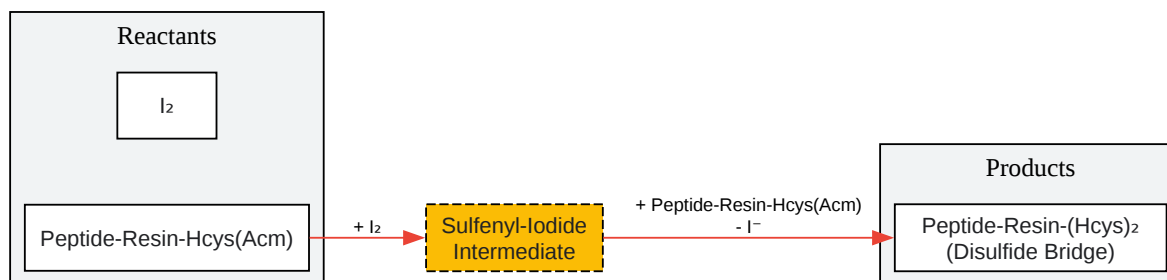 Reactants
I₂
Peptide-Resin-Hcys(Acm)
+ I₂
Sulfenyl-Iodide
Intermediate
+ Peptide-Resin-Hcys(Acm)
- I⁻
Products
Peptide-Resin-(Hcys)₂
(Disulfide Bridge)